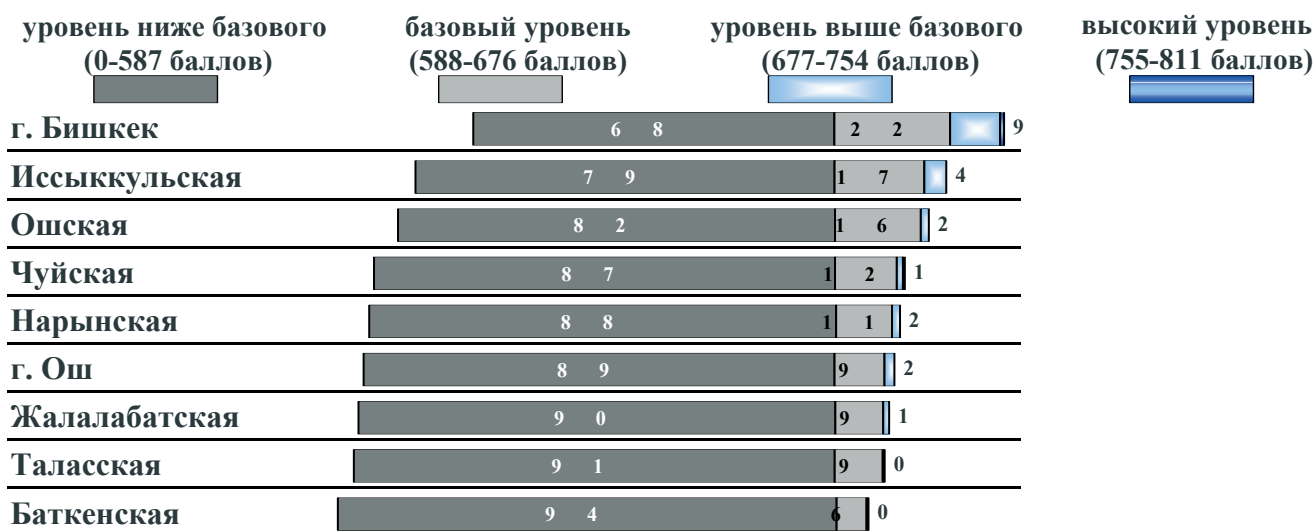 уровень ниже базового
(0-587 баллов)
базовый уровень
(588-676 баллов)
уровень выше базового
(677-754 баллов)
высокий уровень
(755-811 баллов)
г. Бишкек 6 8 2 2 9
Иссыккульская 7 9 1 7 4
Ошская 8 2 1 6 2
Чуйская 8 7 1 2 1
Нарынская 8 8 1 1 2
г. Ош 8 9 9 2
Жалалабатская 9 0 9 1
Таласская 9 1 9 0
Баткенская 9 4 6 0